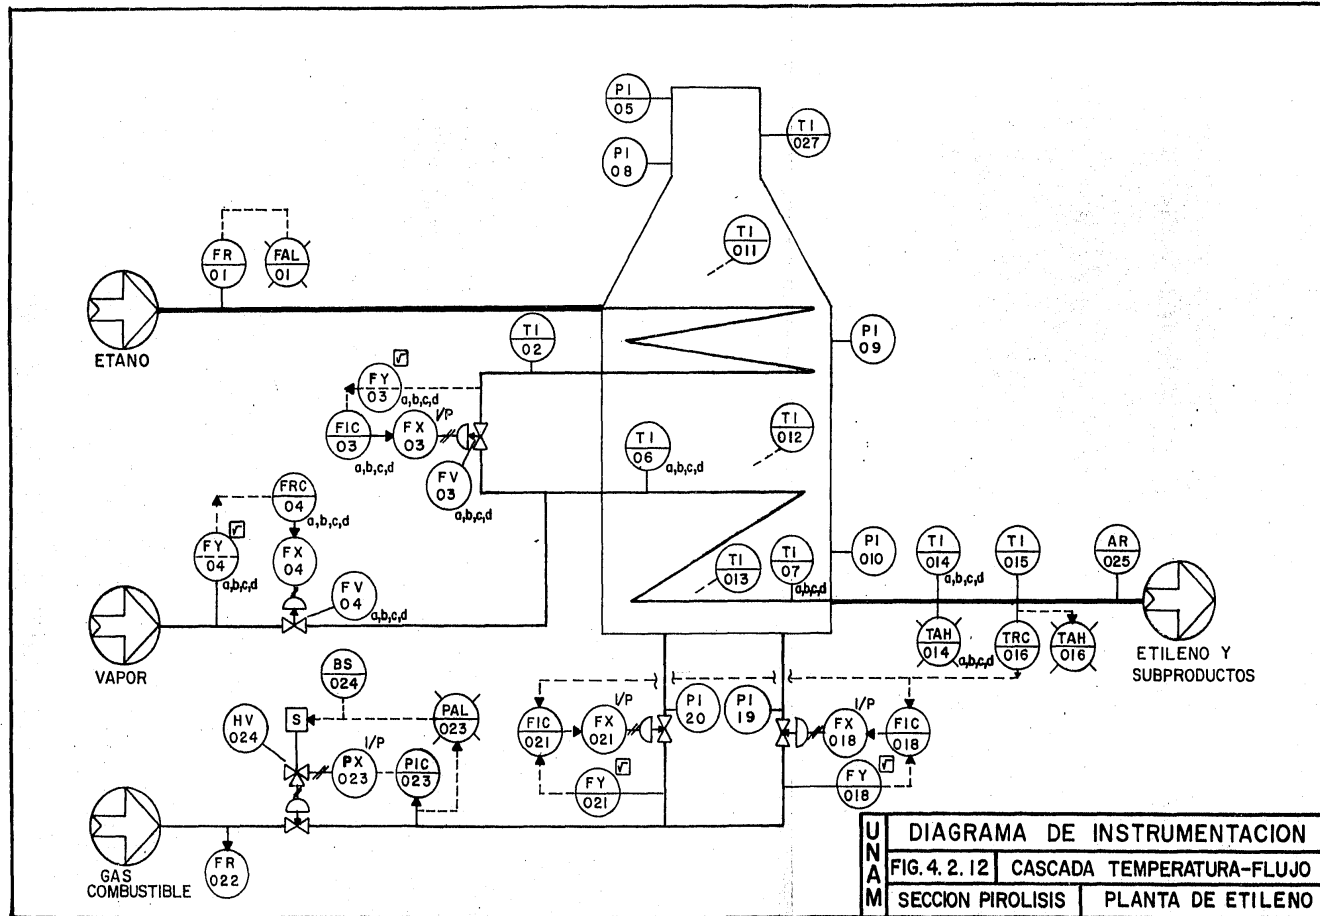 PI
05
TI
027
PI
08
TI
011
FR
01
FAL
01
ETANO
TI
02
PI
09
√
FY
03
a,b,c,d
I/P
FIC
03
FX
03
a,b,c,d
FV
03
a,b,c,d
TI
06
a,b,c,d
TI
012
FRC
04
a,b,c,d
√
FY
04
a,b,c,d
FX
04
FV
04
a,b,c,d
VAPOR
TI
013
TI
07
a,b,c,d
PI
010
TI
014
a,b,c,d
TI
015
AR
025
TAH
014
a,b,c,d
TRC
016
TAH
016
ETILENO Y
SUBPRODUCTOS
BS
024
HV
024
S
PAL
023
I/P
PX
023
PIC
023
FIC
021
I/P
FX
021
PI
20
PI
19
I/P
FX
018
FIC
018
√
FY
021
√
FY
018
GAS
COMBUSTIBLE
FR
022
UNAM
DIAGRAMA DE INSTRUMENTACION
FIG. 4. 2. 12
CASCADA TEMPERATURA-FLUJO
SECCION PIROLISIS
PLANTA DE ETILENO